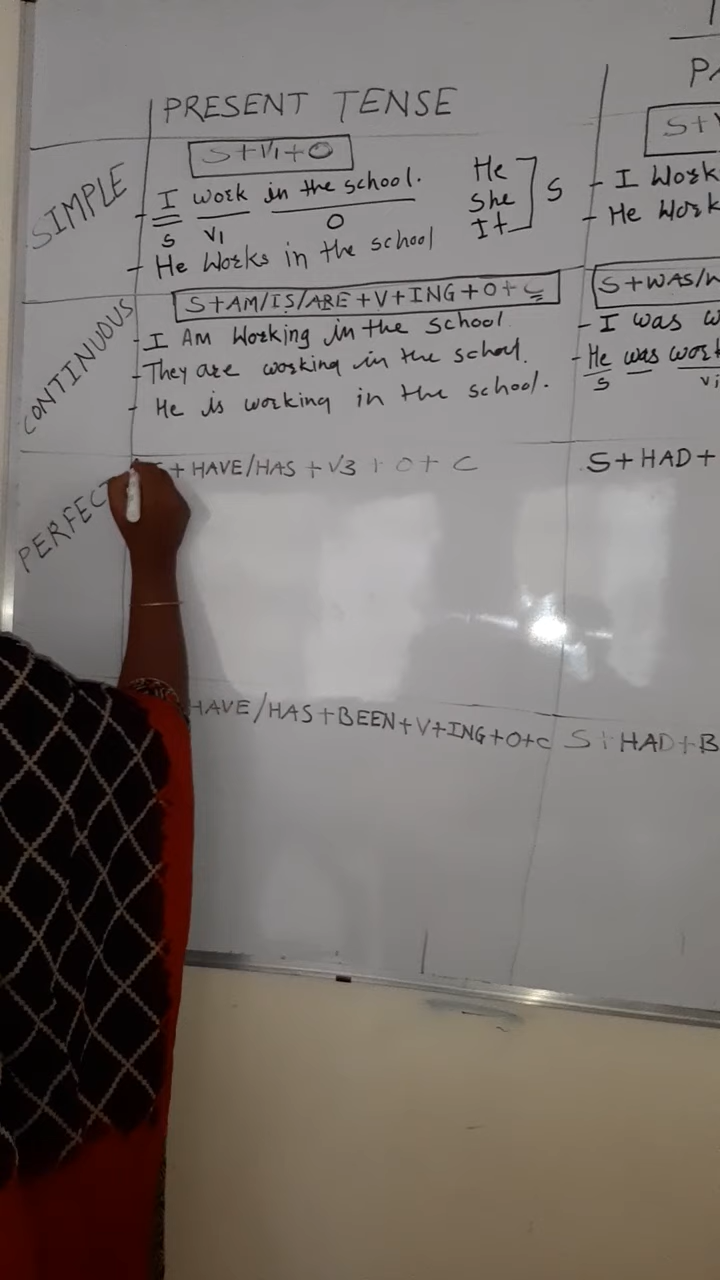 PRESENT TENSE
SIMPLE
S+V1+O
I work in the school.
S V1 O
He works in the school
He
She
It
S
S+V
- I Work
- He Work
CONTINUOUS
S+AM/IS/ARE+V+ING+O+C
- I Am Working in the school
- They are working in the school.
- He is working in the school.
S+WAS/
- I was
- He was
S V1
PERFECT
+ HAVE/HAS + V3 + O + C
S+HAD+
HAVE/HAS+BEEN+V+ING+O+C
S+HAD+B